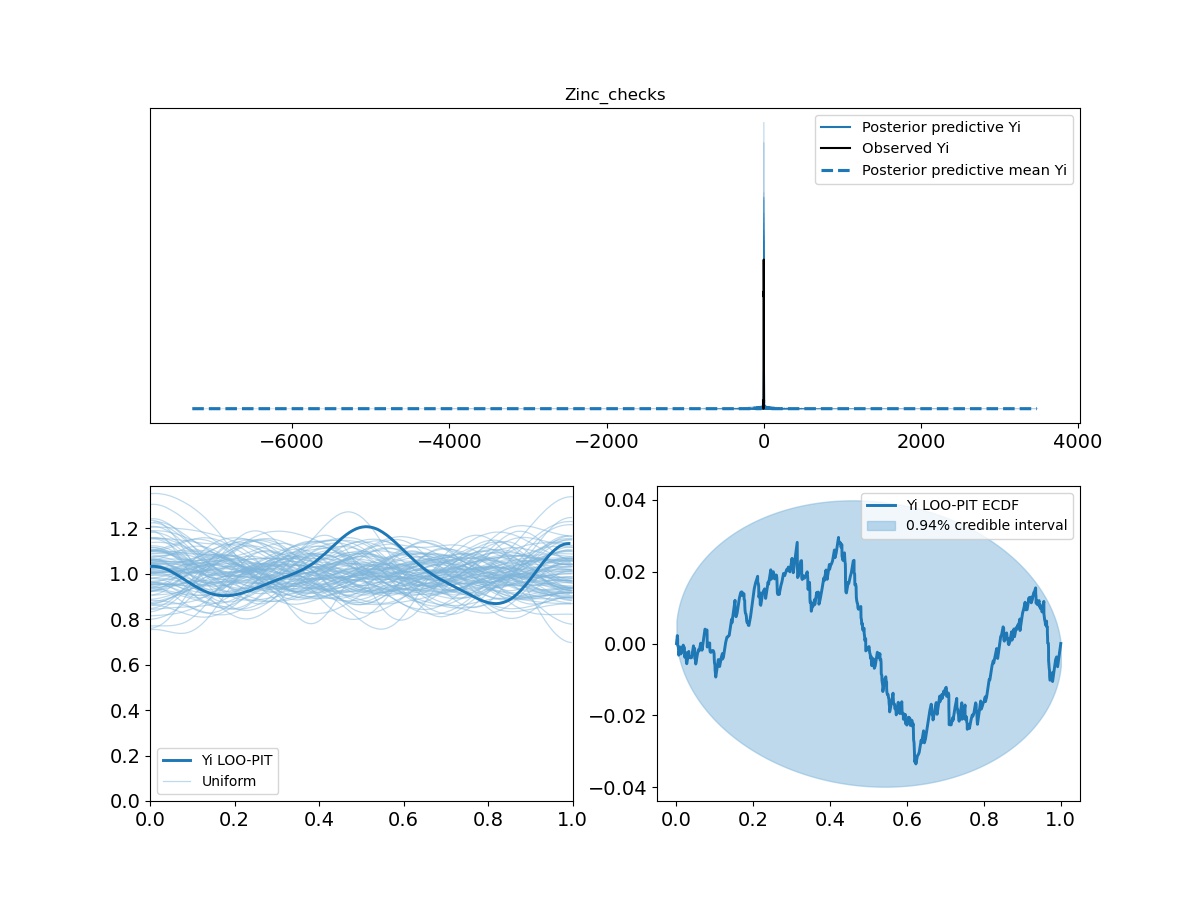 Zinc_checks
Posterior predictive Yi
Observed Yi
Posterior predictive mean Yi
−6000 −4000 −2000 0 2000 4000
1.2
1.0
0.8
0.6
0.4
0.2
0.0
Yi LOO-PIT
Uniform
0.0 0.2 0.4 0.6 0.8 1.0
0.04
0.02
0.00
−0.02
−0.04
Yi LOO-PIT ECDF
0.94% credible interval
0.0 0.2 0.4 0.6 0.8 1.0